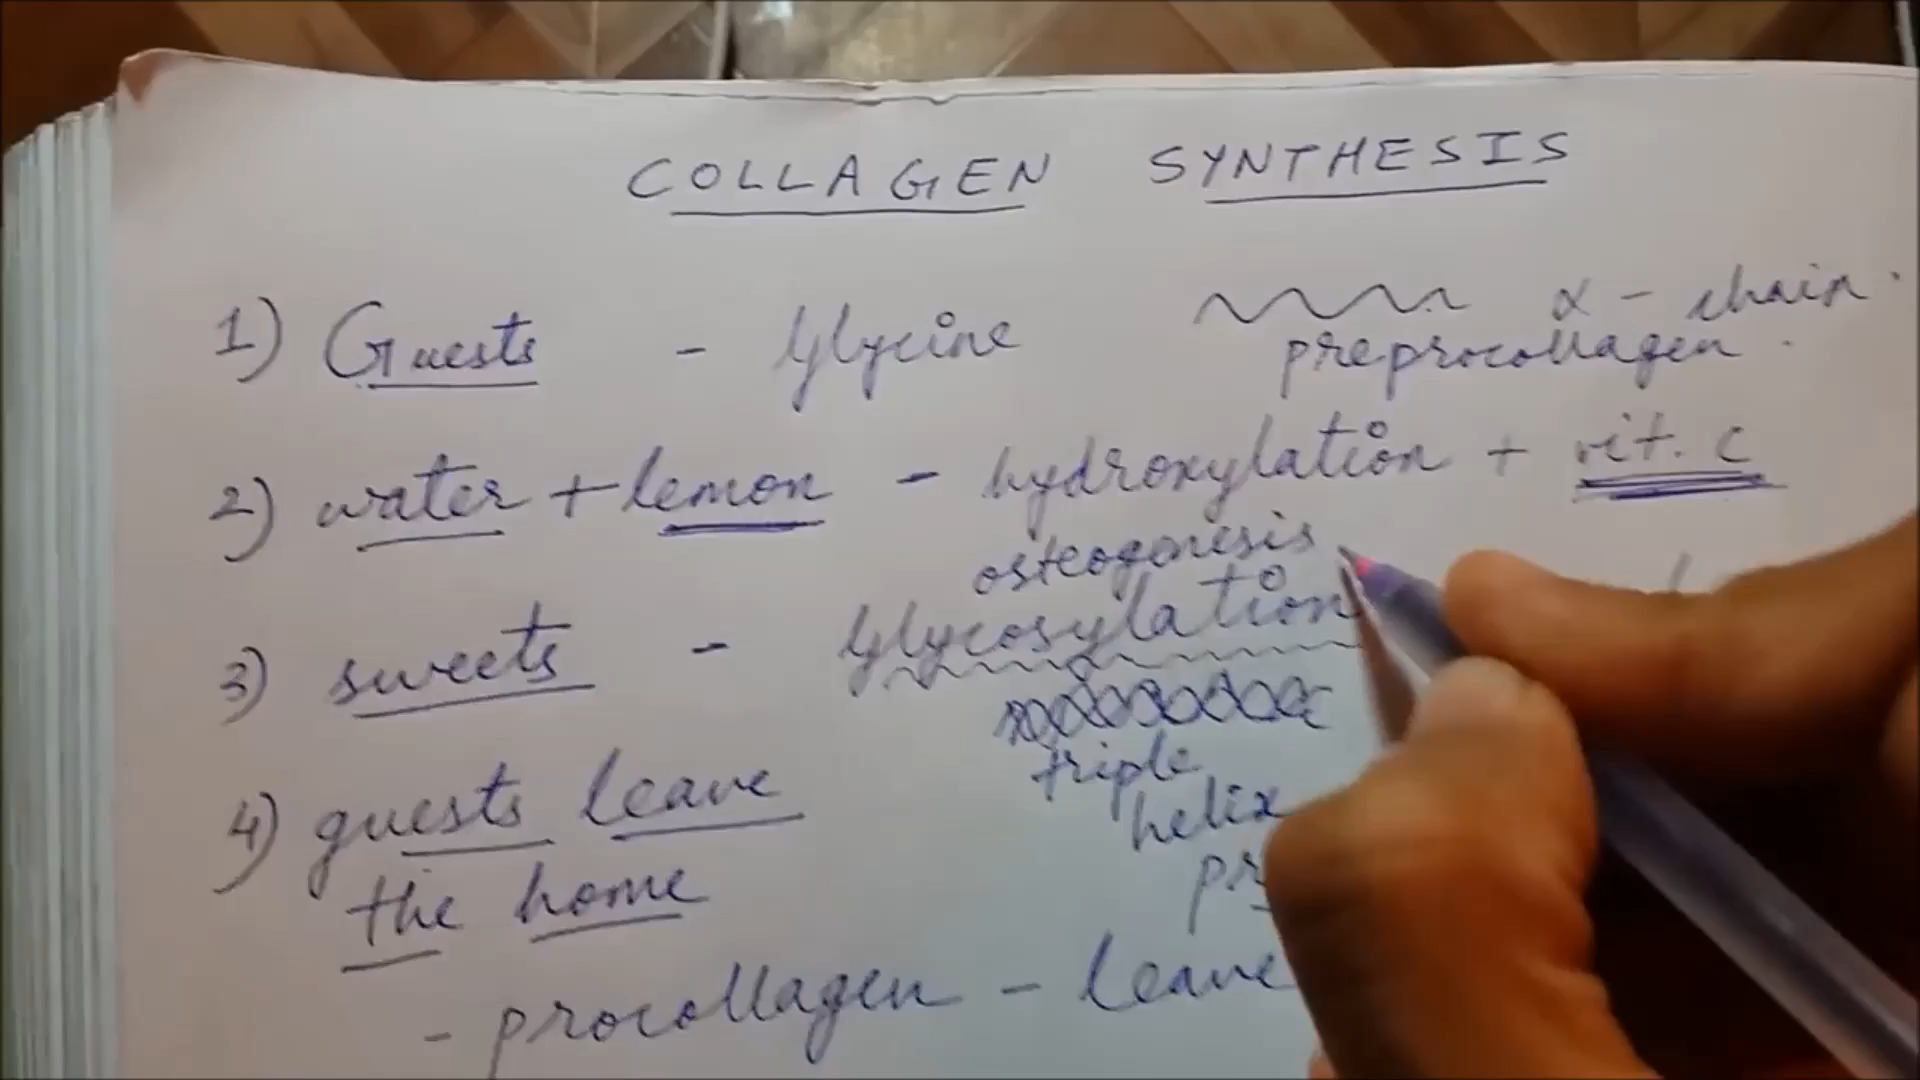 COLLAGEN SYNTHESIS
1) Guests - Glycine α - chain.
preprocollagen.
2) water + lemon - hydroxylation + vit. C
osteogenesis
3) sweets - Glycosylation
triple
helix
4) guests leave
the home
- procollagen - leave